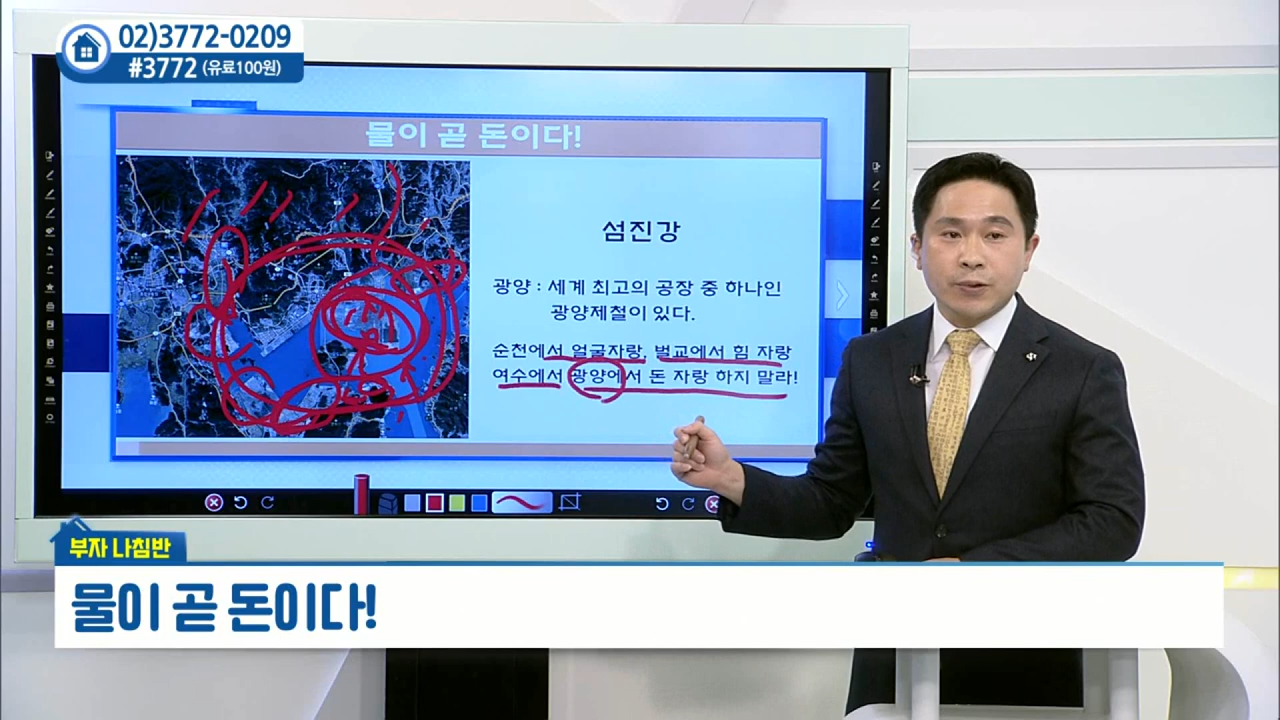 02)3772-0209
#3772 (유료100원)
물이 곧 돈이다!
섬진강
광양 : 세계 최고의 공장 중 하나인
광양제철이 있다.
순천에서 얼굴자랑, 벌교에서 힘 자랑
여수에서 광양에서 돈 자랑 하지 말라!
부자 나침반
물이 곧 돈이다!